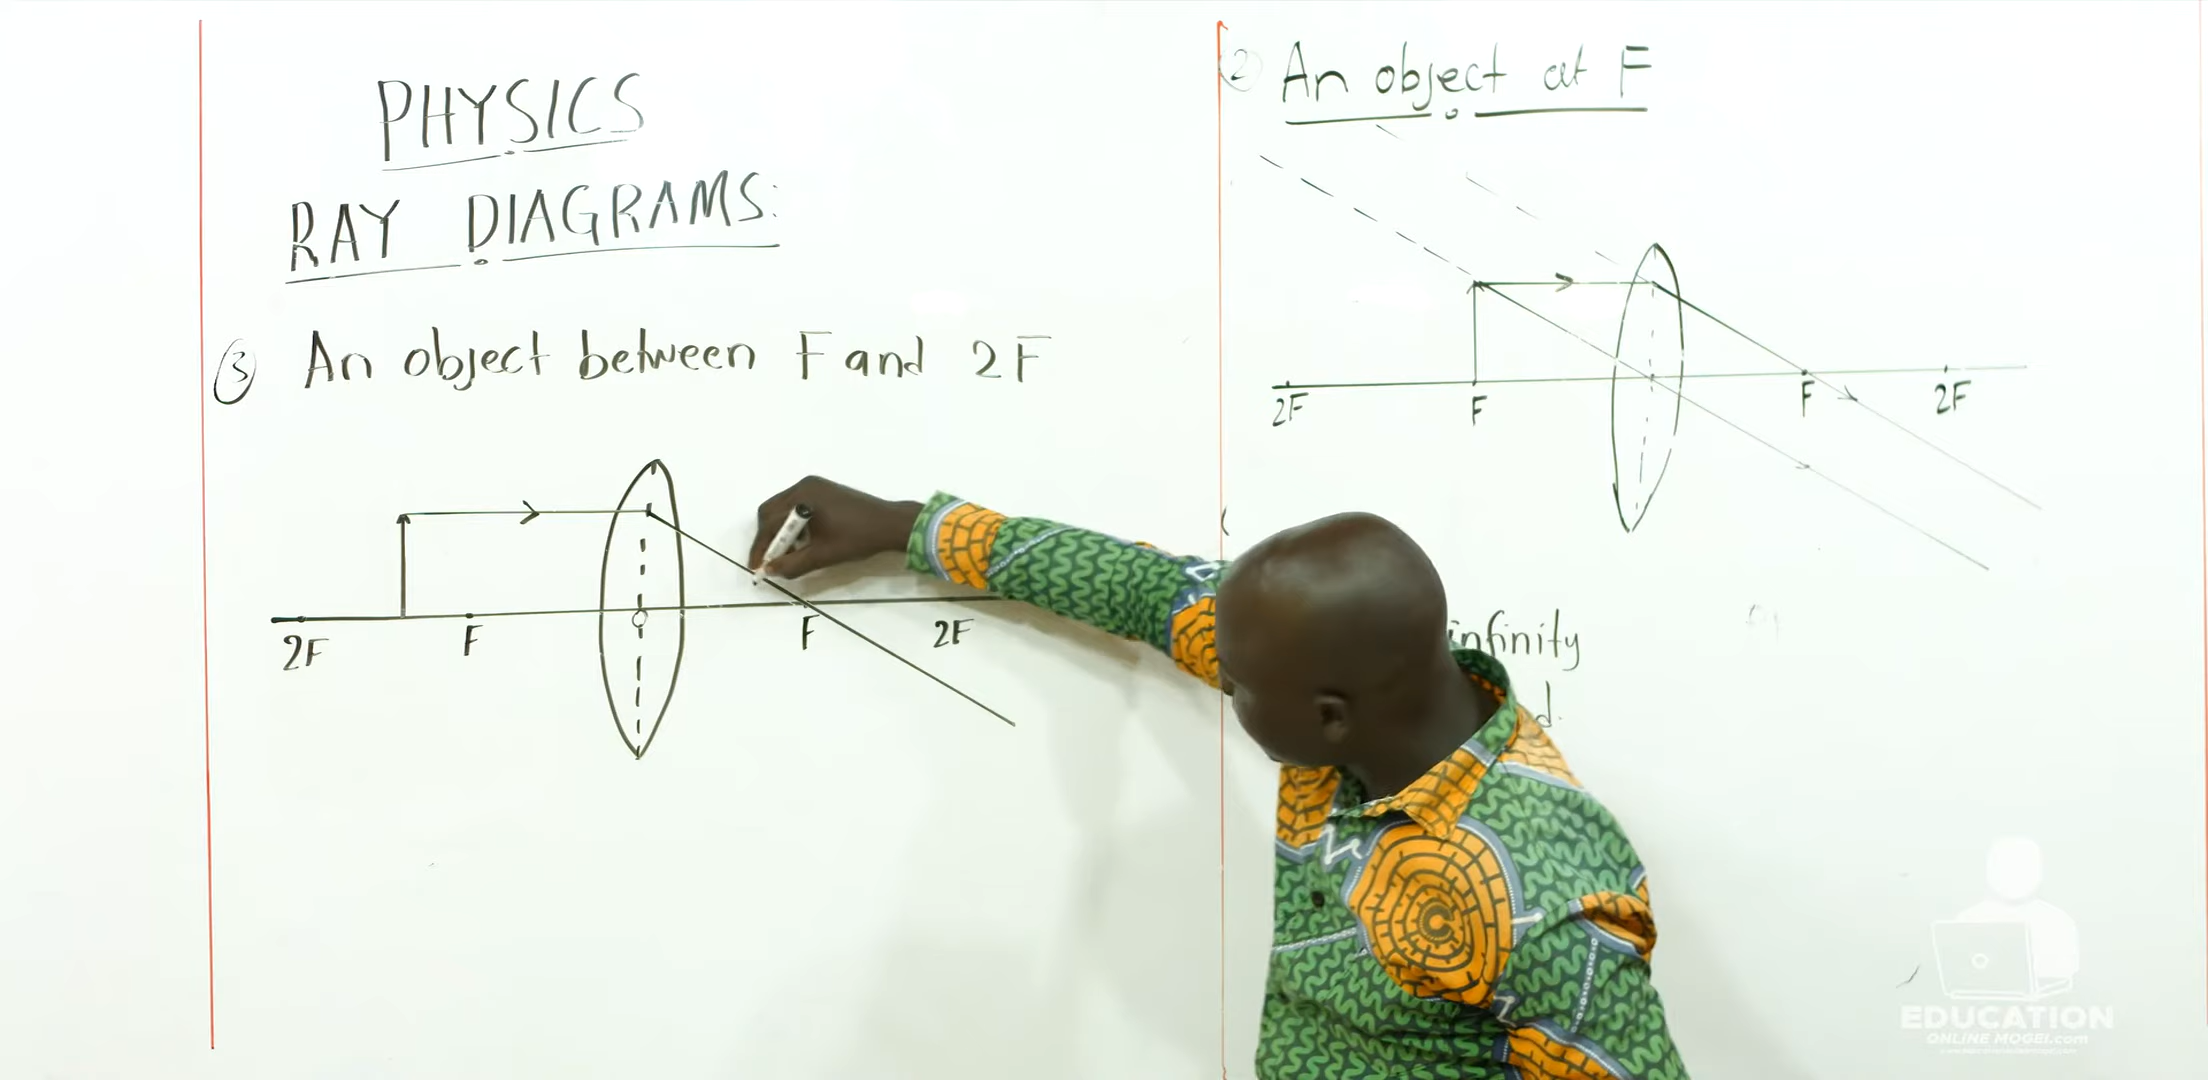 PHYSICS
RAY DIAGRAMS:
3 An object between F and 2F
2F F F 2F
2 An object at F
2F F F 2F
infinity
EDUCATION
ONLINE MOGEI.com